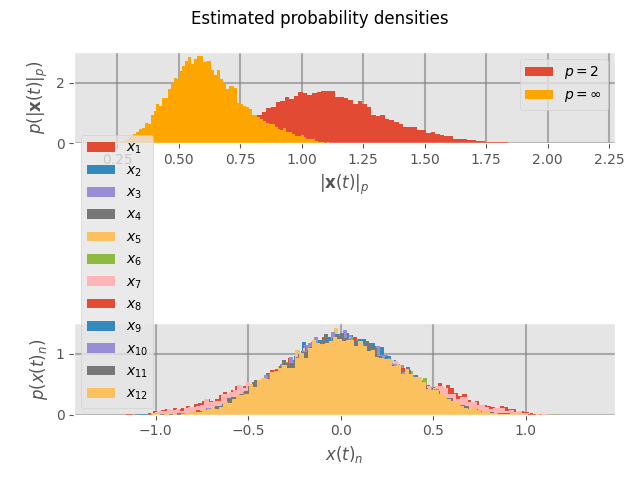 Estimated probability densities
p(|x(t)|_p)
2
0
p = 2
p = ∞
0.25 0.50 0.75 1.00 1.25 1.50 1.75 2.00 2.25
|x(t)|_p
x_1
x_2
x_3
x_4
x_5
x_6
x_7
x_8
x_9
x_10
x_11
x_12
p(x(t)_n)
1
0
−1.0 −0.5 0.0 0.5 1.0
x(t)_n